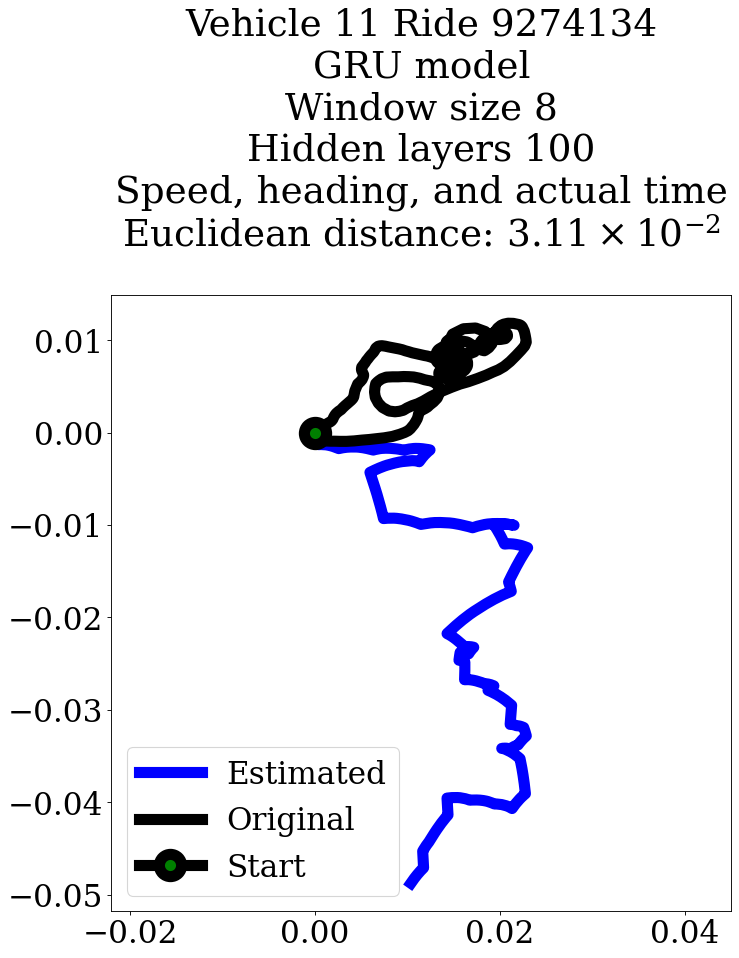 Vehicle 11 Ride 9274134
GRU model
Window size 8
Hidden layers 100
Speed, heading, and actual time
Euclidean distance: 3.11 × 10⁻²
0.01
0.00
−0.01
−0.02
−0.03
−0.04
−0.05
Estimated
Original
Start
−0.02
0.00
0.02
0.04